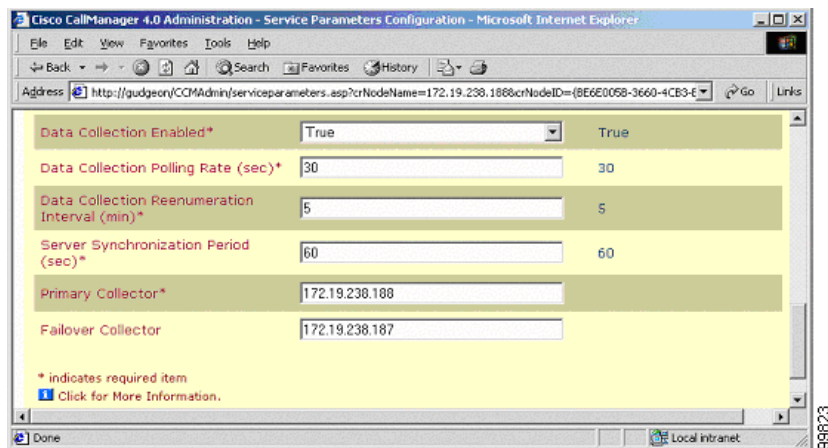 Cisco CallManager 4.0 Administration - Service Parameters Configuration - Microsoft Internet Explorer
File Edit View Favorites Tools Help
Back Search Favorites History
Address http://gudgeon/CCMAdmin/serviceparameters.asp?crNodeName=172.19.238.188&crNodeID={8E6E0058-3660-4CB3-E Go Links
Data Collection Enabled* True True
Data Collection Polling Rate (sec)* 30 30
Data Collection Reenumeration
Interval (min)* 5 5
Server Synchronization Period
(sec)* 60 60
Primary Collector* 172.19.238.188
Failover Collector 172.19.238.187
* indicates required item
i Click for More Information.
Done Local intranet
99823